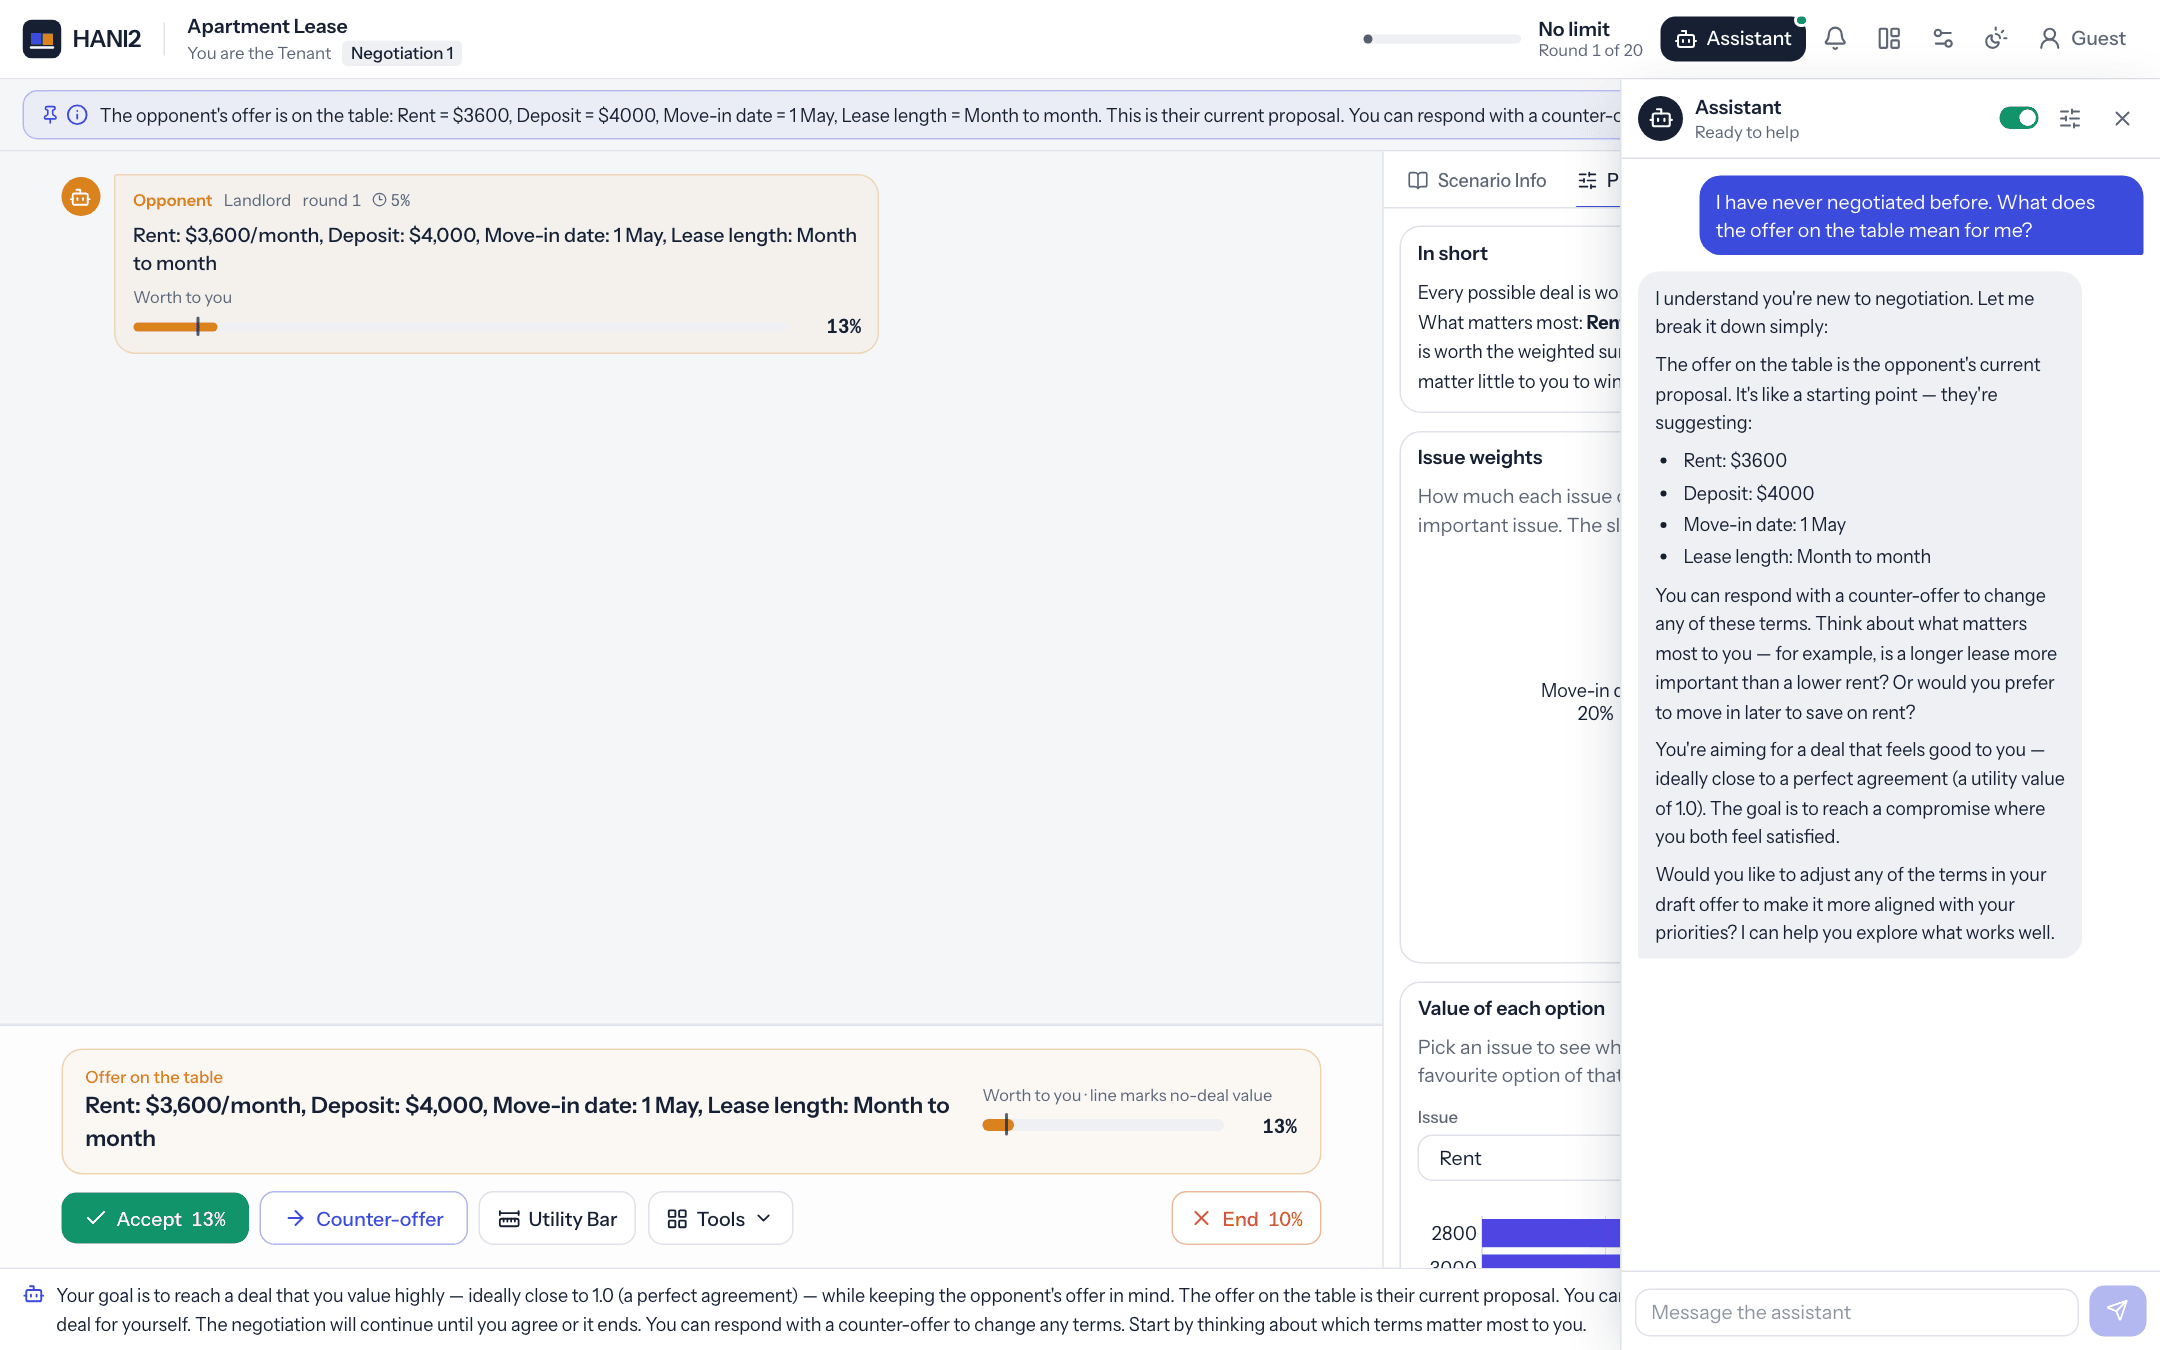 HANI2
Apartment Lease
You are the Tenant Negotiation 1
No limit
Round 1 of 20
Assistant
Guest
The opponent's offer is on the table: Rent = $3600, Deposit = $4000, Move-in date = 1 May, Lease length = Month to month. This is their current proposal. You can respond with a counter-
Opponent Landlord round 1 5%
Rent: $3,600/month, Deposit: $4,000, Move-in date: 1 May, Lease length: Month
to month
Worth to you
13%
Offer on the table
Rent: $3,600/month, Deposit: $4,000, Move-in date: 1 May, Lease length: Month to
month
Worth to you · line marks no-deal value
13%
Accept 13%
Counter-offer
Utility Bar
Tools
End 10%
Scenario Info
P
In short
Every possible deal is wo
What matters most: Ren
is worth the weighted su
matter little to you to win
Issue weights
How much each issue
important issue. The sl
Move-in
20%
Value of each option
Pick an issue to see wh
favourite option of that
Issue
Rent
2800
3000
Assistant
Ready to help
I have never negotiated before. What does
the offer on the table mean for me?
I understand you're new to negotiation. Let me
break it down simply:
The offer on the table is the opponent's current
proposal. It's like a starting point — they're
suggesting:
• Rent: $3600
• Deposit: $4000
• Move-in date: 1 May
• Lease length: Month to month
You can respond with a counter-offer to change
any of these terms. Think about what matters
most to you — for example, is a longer lease more
important than a lower rent? Or would you prefer
to move in later to save on rent?
You're aiming for a deal that feels good to you —
ideally close to a perfect agreement (a utility value
of 1.0). The goal is to reach a compromise where
you both feel satisfied.
Would you like to adjust any of the terms in your
draft offer to make it more aligned with your
priorities? I can help you explore what works well.
Message the assistant
Your goal is to reach a deal that you value highly — ideally close to 1.0 (a perfect agreement) — while keeping the opponent's offer in mind. The offer on the table is their current proposal. You ca
deal for yourself. The negotiation will continue until you agree or it ends. You can respond with a counter-offer to change any terms. Start by thinking about which terms matter most to you.